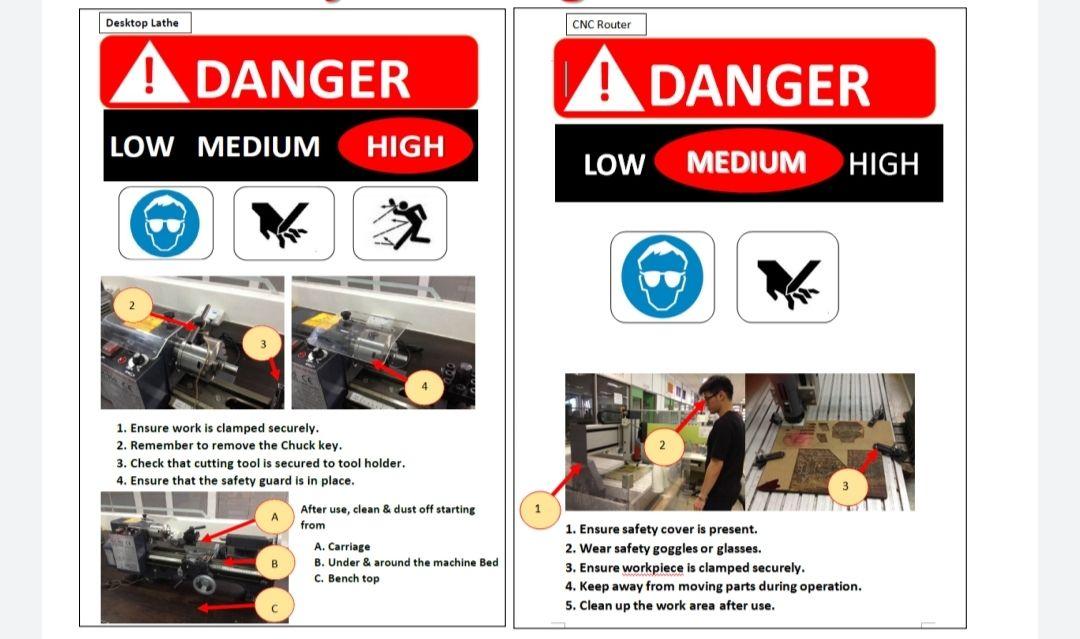 Desktop Lathe
DANGER
LOW MEDIUM HIGH
2
3
4
1. Ensure work is clamped securely.
2. Remember to remove the Chuck key.
3. Check that cutting tool is secured to tool holder.
4. Ensure that the safety guard is in place.
A
B
C
After use, clean & dust off starting
from
A. Carriage
B. Under & around the machine Bed
C. Bench top
CNC Router
DANGER
LOW MEDIUM HIGH
1
2
3
1. Ensure safety cover is present.
2. Wear safety goggles or glasses.
3. Ensure workpiece is clamped securely.
4. Keep away from moving parts during operation.
5. Clean up the work area after use.